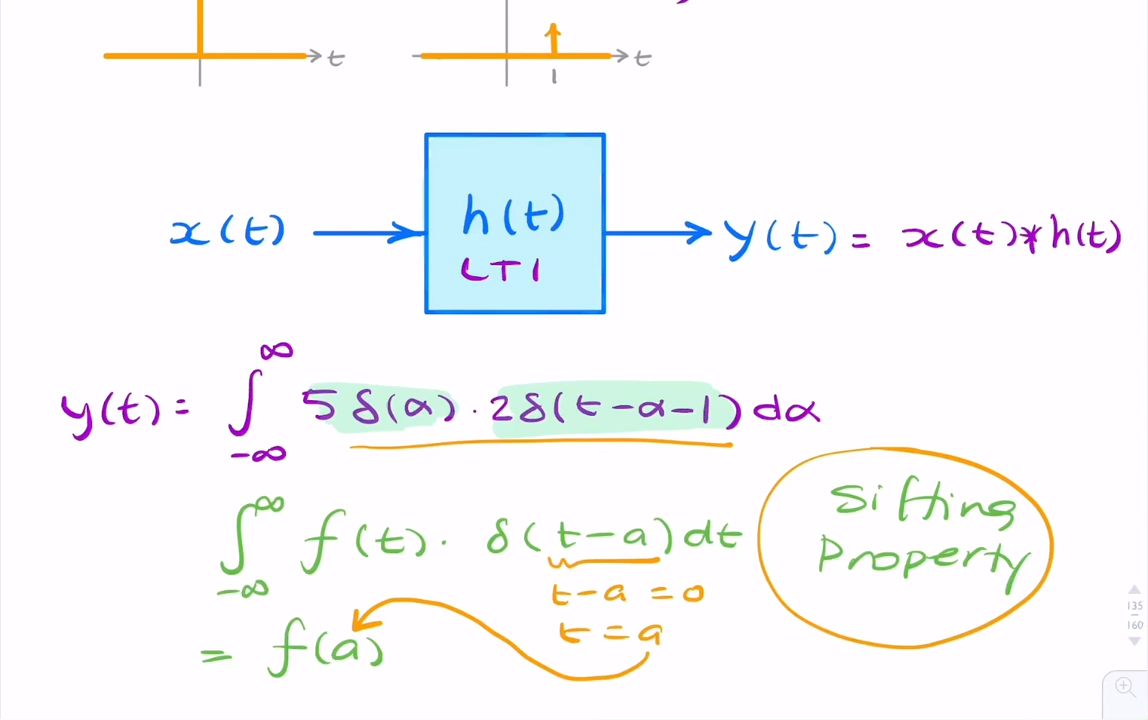 t
t
1
x(t)
h(t)
LTI
y(t) = x(t)*h(t)
y(t) = ∫_{-∞}^{∞} 5δ(α) · 2δ(t-α-1) dα
∫_{-∞}^{∞} f(t) · δ(t-a) dt
t-a = 0
t = a
= f(a)
Sifting
Property
135
160